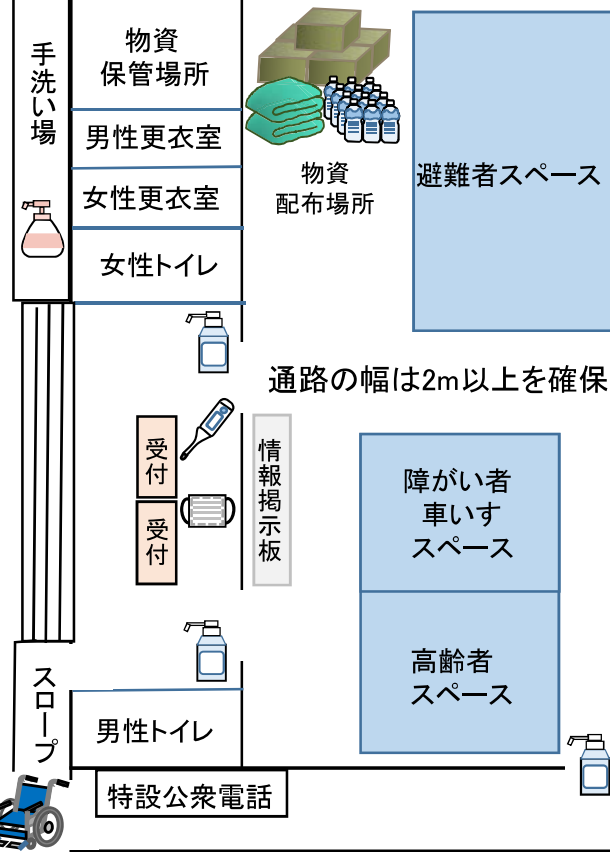 手洗い場
物資
保管場所
男性更衣室
女性更衣室
女性トイレ
物資
配布場所
避難者スペース
通路の幅は2m以上を確保
受付
受付
情報掲示板
障がい者
車いす
スペース
高齢者
スペース
スロープ
男性トイレ
特設公衆電話